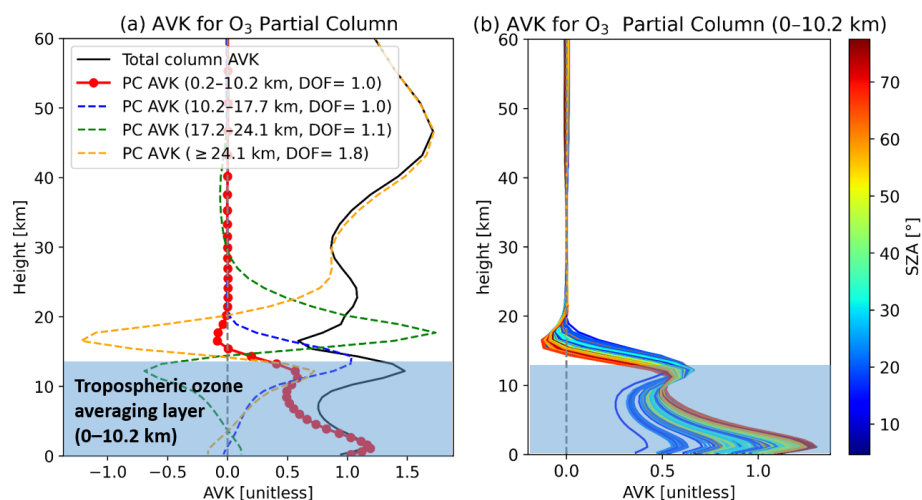 (a) AVK for O₃ Partial Column
60
50
40
30
20
10
0
Height [km]
Total column AVK
PC AVK (0.2–10.2 km, DOF= 1.0)
PC AVK (10.2–17.7 km, DOF= 1.0)
PC AVK (17.2–24.1 km, DOF= 1.1)
PC AVK ( ≥ 24.1 km, DOF= 1.8)
Tropospheric ozone
averaging layer
(0–10.2 km)
−1.0 −0.5 0.0 0.5 1.0 1.5
AVK [unitless]
(b) AVK for O₃ Partial Column (0–10.2 km)
60
50
40
30
20
10
0
height [km]
0.0 0.5 1.0
AVK [unitless]
70
60
50
40
30
20
10
SZA [°]